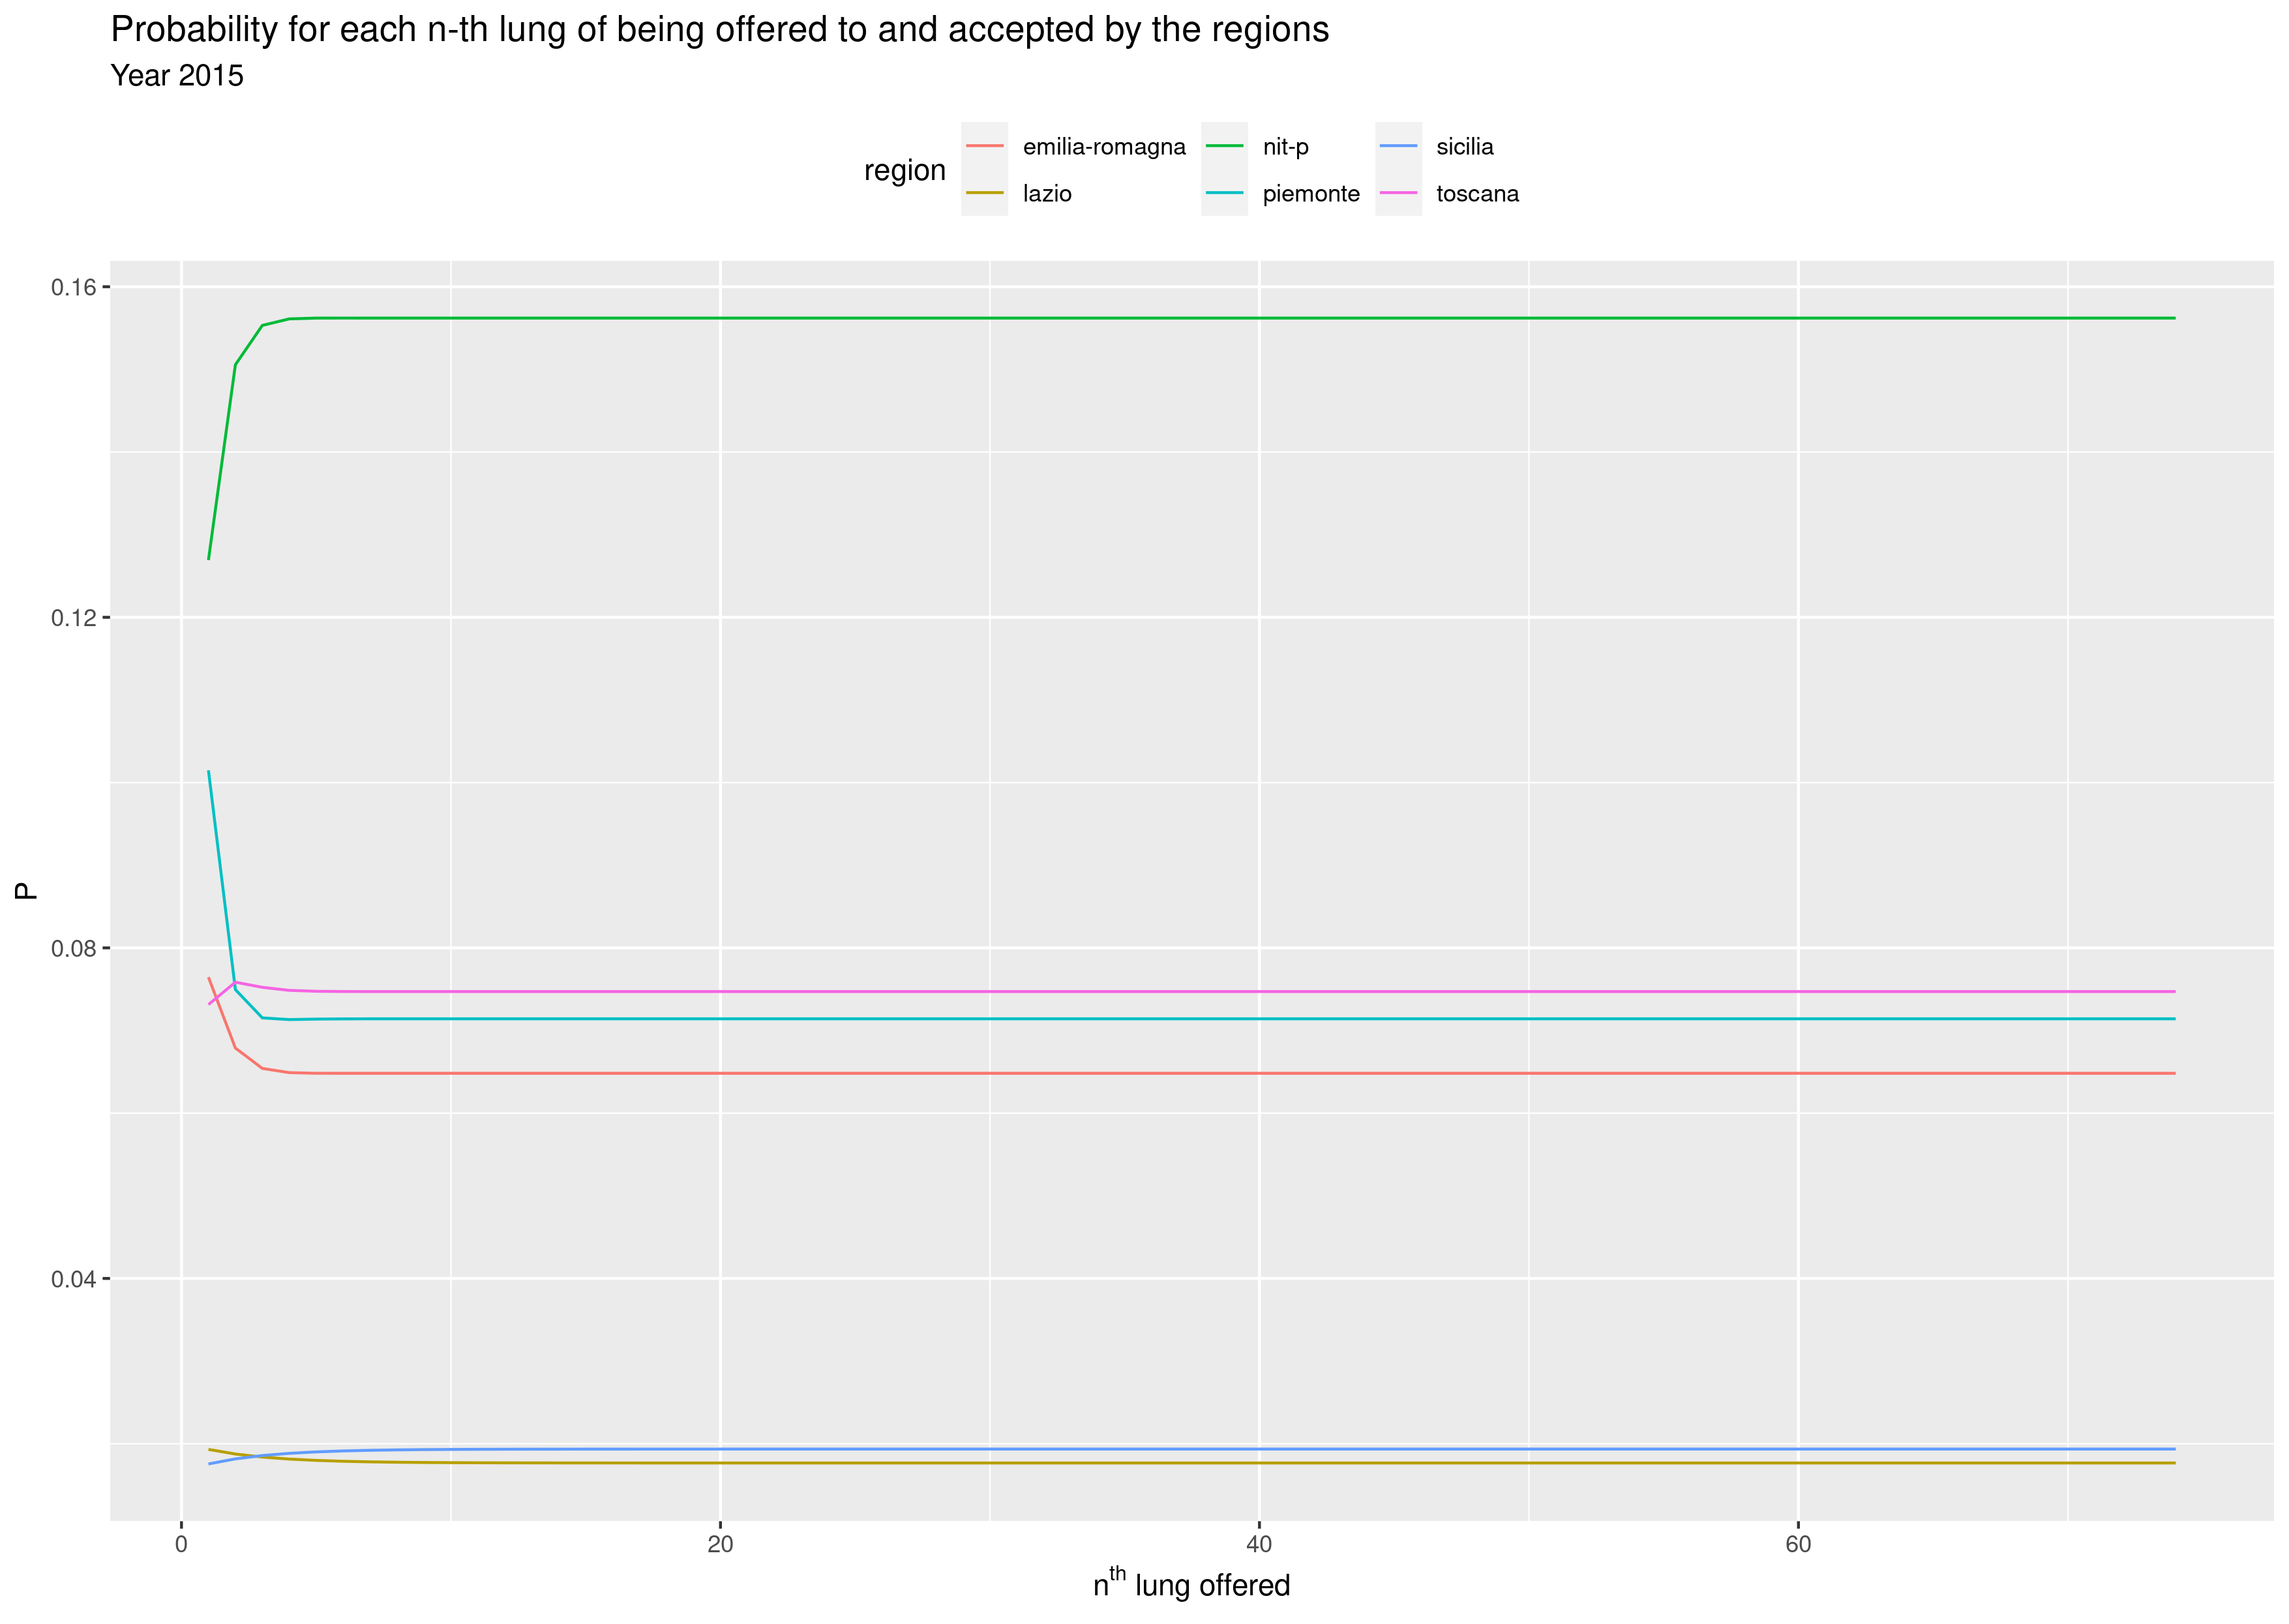 Probability for each n-th lung of being offered to and accepted by the regions
Year 2015
region
emilia-romagna
nit-p
sicilia
lazio
piemonte
toscana
0.16
0.12
0.08
0.04
P
0 20 40 60
nth lung offered